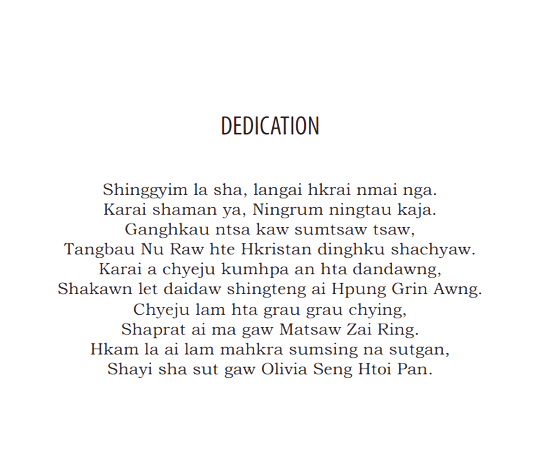 DEDICATION
Shinggyim la sha, langai hkrai nmai nga.
Karai shaman ya, Ningrum ningtau kaja.
Ganghkau ntsa kaw sumtsaw tsaw,
Tangbau Nu Raw hte Hkristan dinghku shachyaw.
Karai a chyeju kumhpa an hta dandawng,
Shakawn let daidaw shingteng ai Hpung Grin Awng.
Chyeju lam hta grau grau chying,
Shaprat ai ma gaw Matsaw Zai Ring.
Hkam la ai lam mahkra sumsing na sutgan,
Shayi sha sut gaw Olivia Seng Htoi Pan.